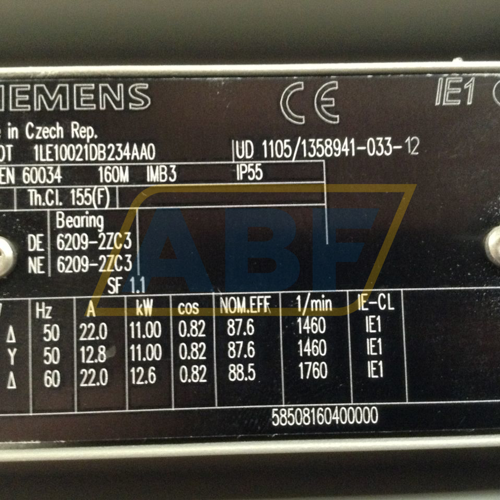 SIEMENS CE IE1
e in Czech Rep.
OT 1LE10021DB234AA0 UD 1105/1358941-033-12
EN 60034 160M IMB3 IP55
Th.Cl. 155(F)
Bearing
DE 6209-2ZC3
NE 6209-2ZC3
SF 1.1
ABF
Hz A kW cos NOM.EFF 1/min IE-CL
Δ 50 22.0 11.00 0.82 87.6 1460 IE1
Y 50 12.8 11.00 0.82 87.6 1460 IE1
Δ 60 22.0 12.6 0.82 88.5 1760 IE1
58508160400000